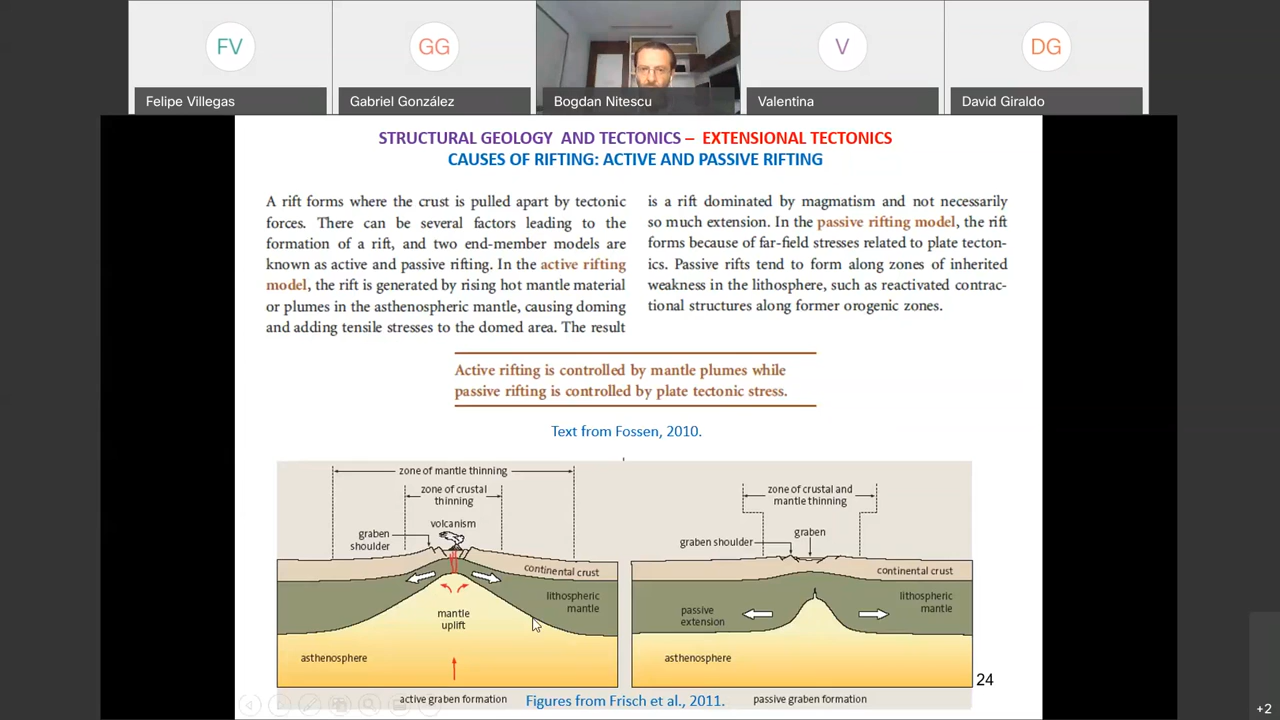 FV
GG
V
DG
Felipe Villegas
Gabriel González
Bogdan Nitescu
Valentina
David Giraldo
STRUCTURAL GEOLOGY AND TECTONICS – EXTENSIONAL TECTONICS
CAUSES OF RIFTING: ACTIVE AND PASSIVE RIFTING
A rift forms where the crust is pulled apart by tectonic
forces. There can be several factors leading to the
formation of a rift, and two end-member models are
known as active and passive rifting. In the active rifting
model, the rift is generated by rising hot mantle material
or plumes in the asthenospheric mantle, causing doming
and adding tensile stresses to the domed area. The result
is a rift dominated by magmatism and not necessarily
so much extension. In the passive rifting model, the rift
forms because of far-field stresses related to plate tecton-
ics. Passive rifts tend to form along zones of inherited
weakness in the lithosphere, such as reactivated contrac-
tional structures along former orogenic zones.
Active rifting is controlled by mantle plumes while
passive rifting is controlled by plate tectonic stress.
Text from Fossen, 2010.
zone of mantle thinning
zone of crustal
thinning
volcanism
graben
shoulder
continental crust
lithospheric
mantle
mantle
uplift
asthenosphere
active graben formation
zone of crustal and
mantle thinning
graben
graben shoulder
continental crust
lithospheric
mantle
passive
extension
asthenosphere
passive graben formation
Figures from Frisch et al., 2011.
24
+2